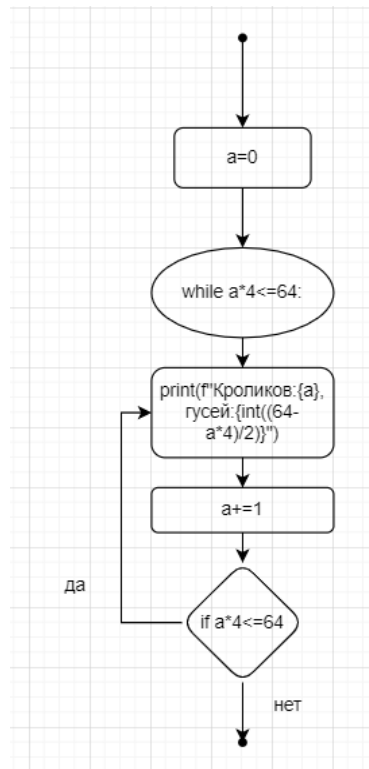 a=0
while a*4<=64:
print(f"Кроликов:{a},
гусей:{int((64-
a*4)/2)}")
a+=1
да
if a*4<=64
нет